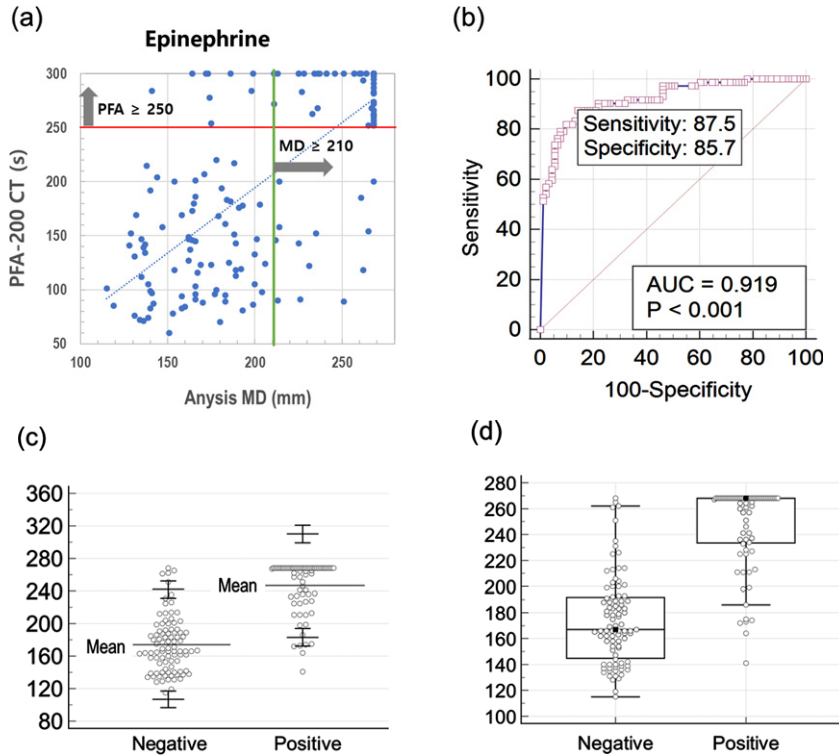 (a)
Epinephrine
300
250
200
150
100
50
PFA-200 CT (s)
PFA ≥ 250
MD ≥ 210
100
150
200
250
Anysis MD (mm)
(b)
100
80
60
40
20
0
Sensitivity
Sensitivity: 87.5
Specificity: 85.7
AUC = 0.919
P < 0.001
0
20
40
60
80
100
100-Specificity
(c)
360
320
280
240
200
160
120
80
Mean
Mean
Negative
Positive
(d)
280
260
240
220
200
180
160
140
120
100
Negative
Positive